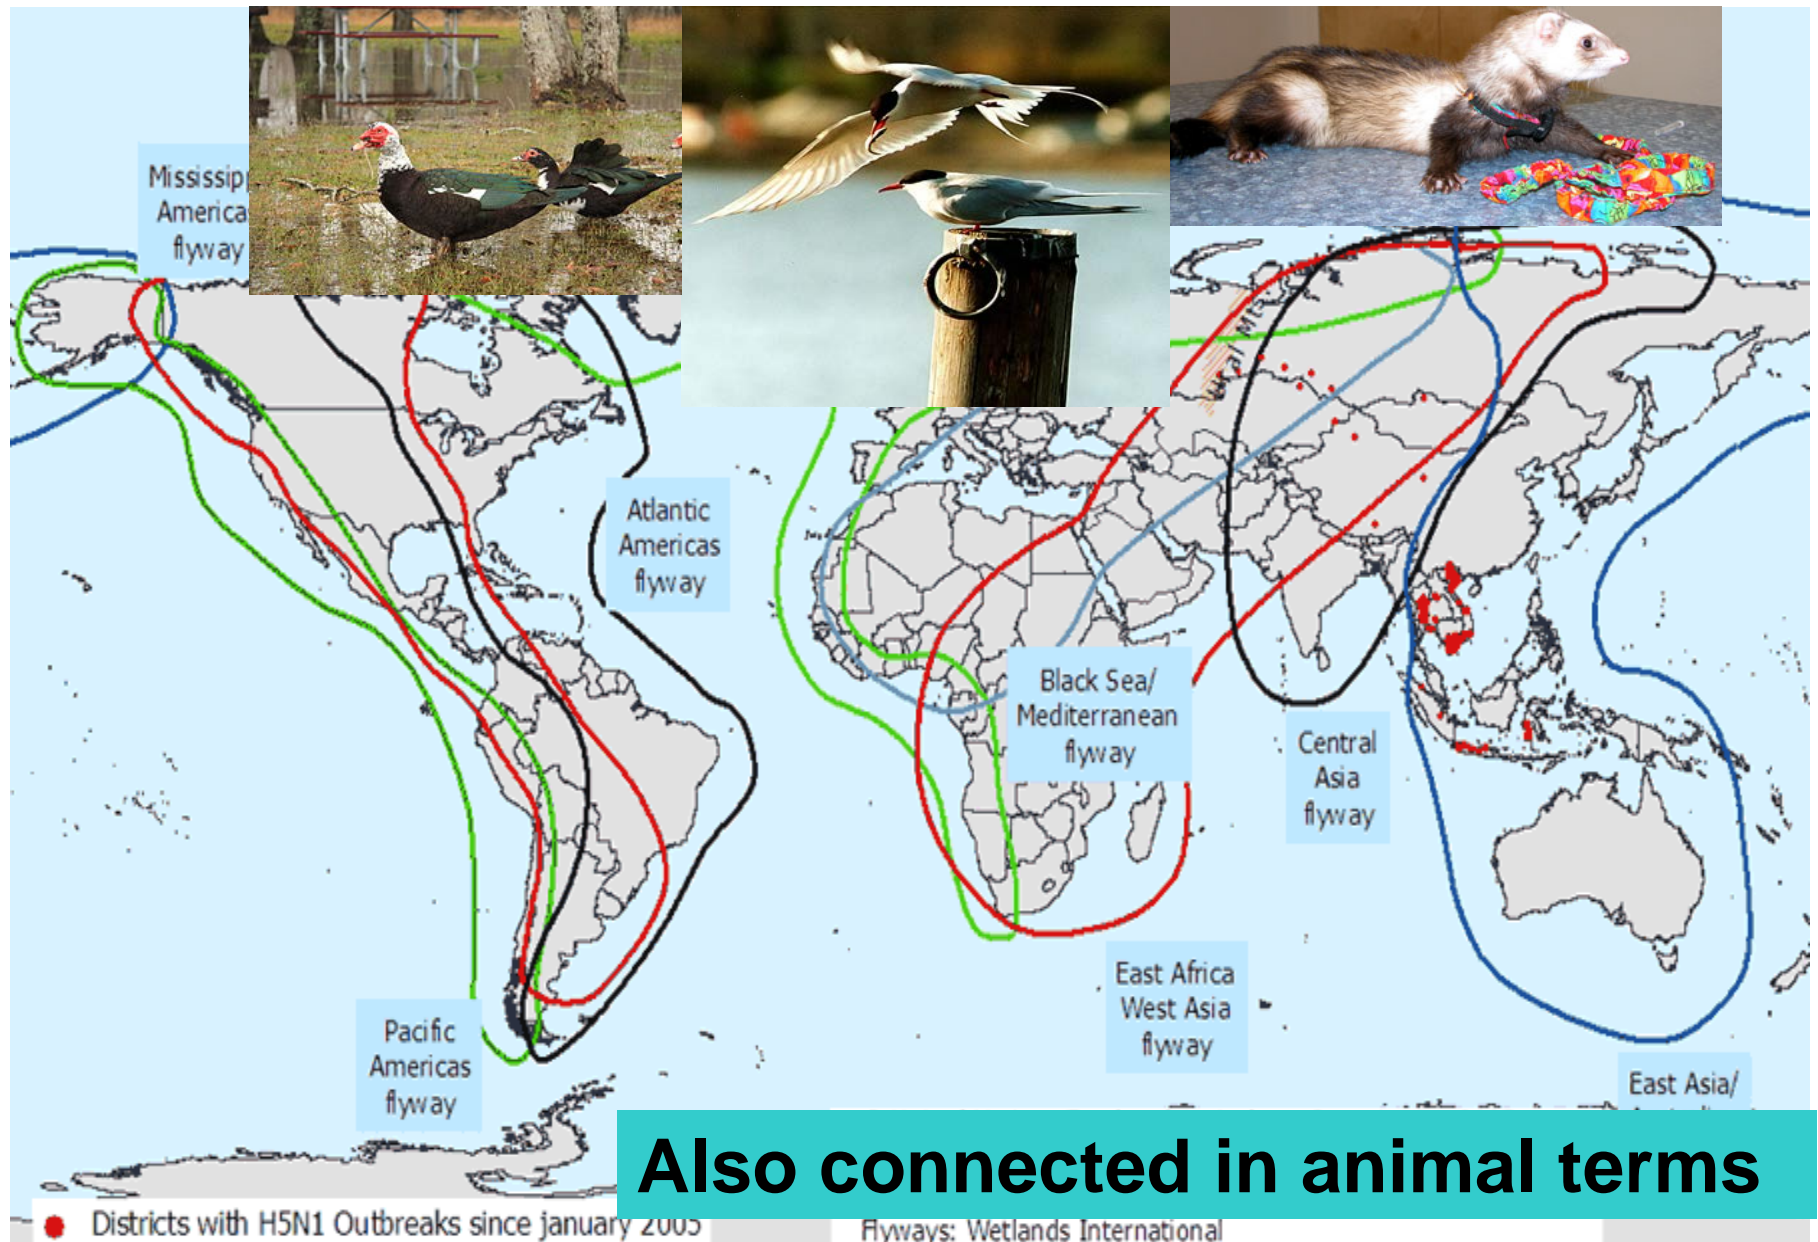 Mississip
America
flyway
Ural Mt
Atlantic
Americas
flyway
Black Sea/
Mediterranean
flyway
Central
Asia
flyway
East Africa
West Asia
flyway
Pacific
Americas
flyway
East Asia/
Also connected in animal terms
Districts with H5N1 Outbreaks since january 2005
Flyways: Wetlands International